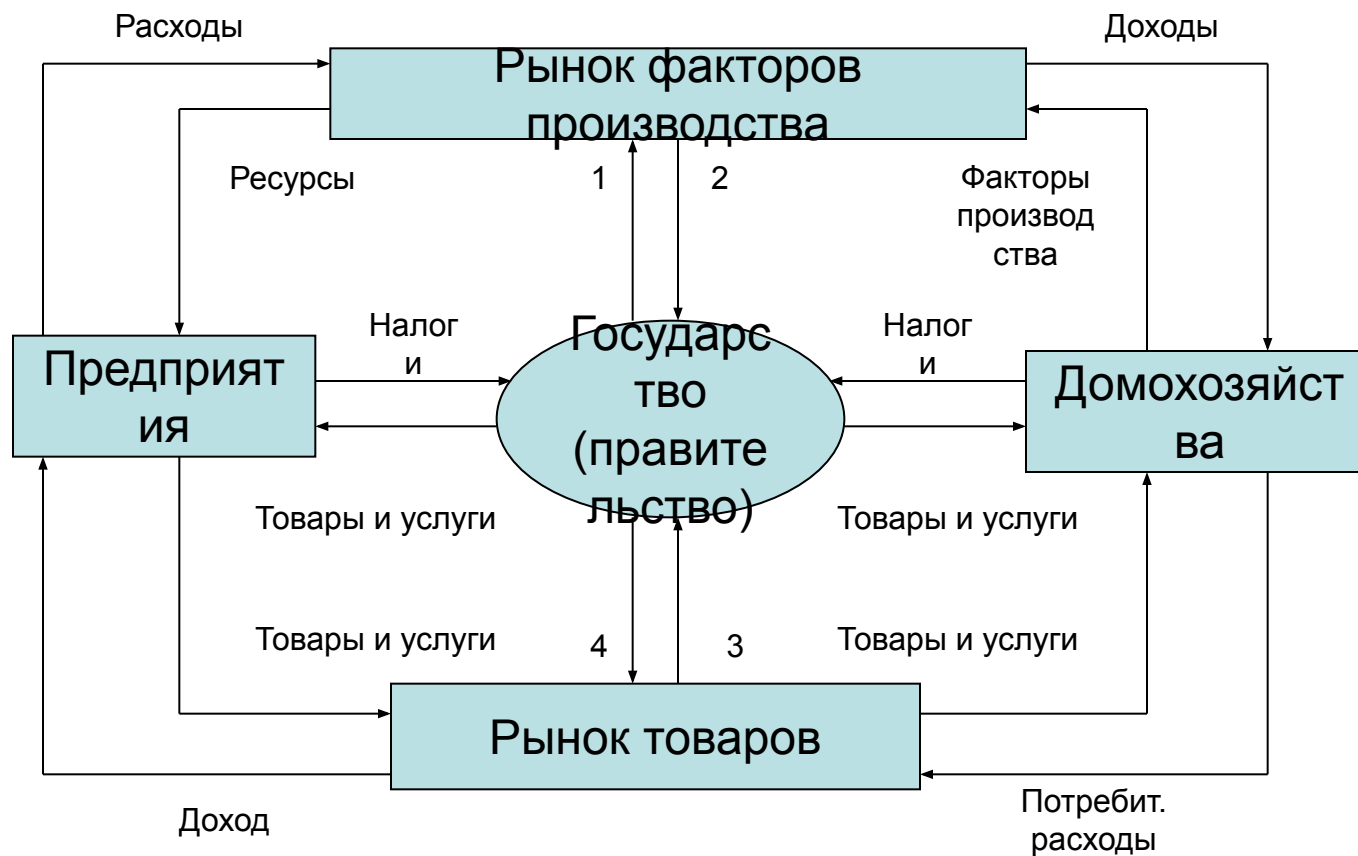 Расходы
Доходы
Рынок факторов
производства
Ресурсы
1
2
Факторы
производ
ства
Налог
и
Государс
тво
(правите
льство)
Налог
и
Предприят
ия
Домохозяйст
ва
Товары и услуги
Товары и услуги
Товары и услуги
4
3
Товары и услуги
Рынок товаров
Доход
Потребит.
расходы